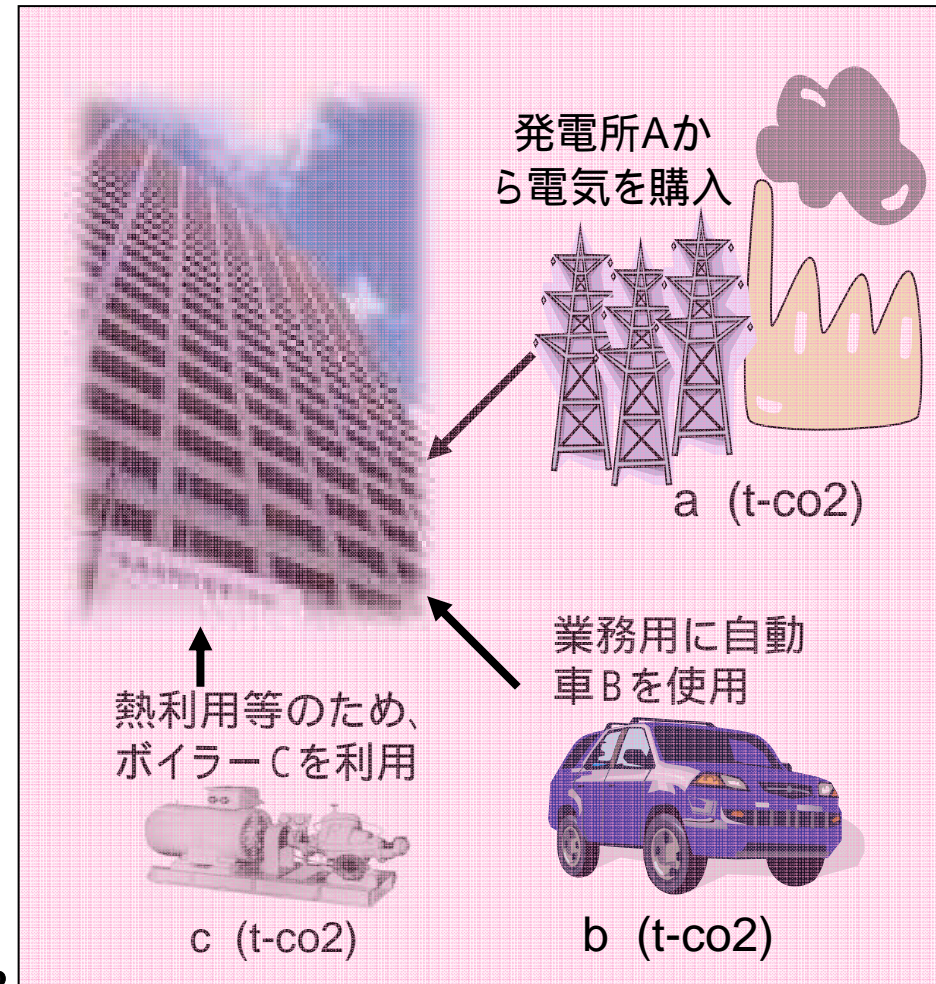 発電所Aか
ら電気を購入
a (t-co2)
業務用に自動
車Bを使用
b (t-co2)
熱利用等のため、
ボイラーCを利用
c (t-co2)